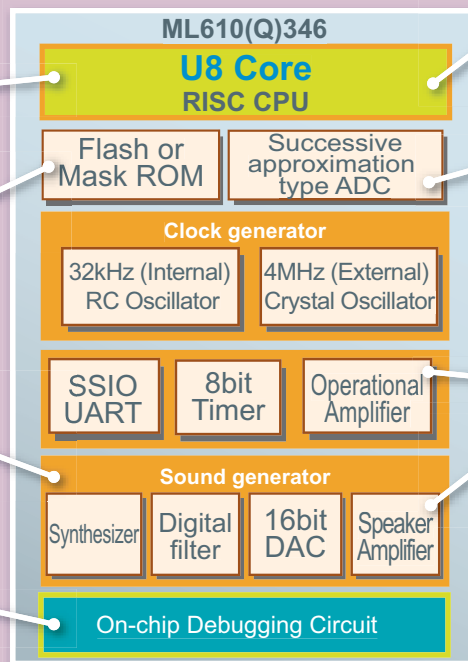 ML610(Q)346
U8 Core
RISC CPU
Flash or
Mask ROM
Successive
approximation
type ADC
Clock generator
32kHz (Internal)
RC Oscillator
4MHz (External)
Crystal Oscillator
SSIO
UART
8bit
Timer
Operational
Amplifier
Sound generator
Synthesizer
Digital
filter
16bit
DAC
Speaker
Amplifier
On-chip Debugging Circuit